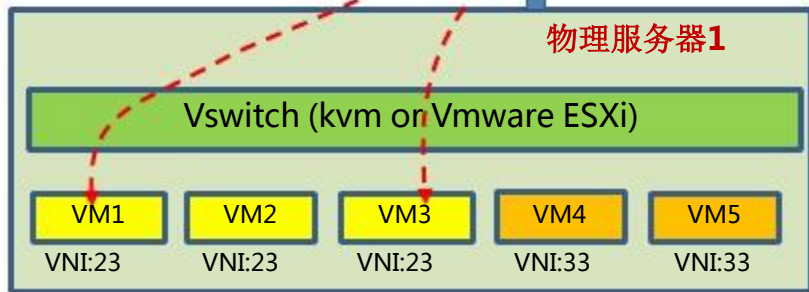 物理服务器1
Vswitch (kvm or Vmware ESXi)
VM1 VM2 VM3 VM4 VM5
VNI:23 VNI:23 VNI:23 VNI:33 VNI:33